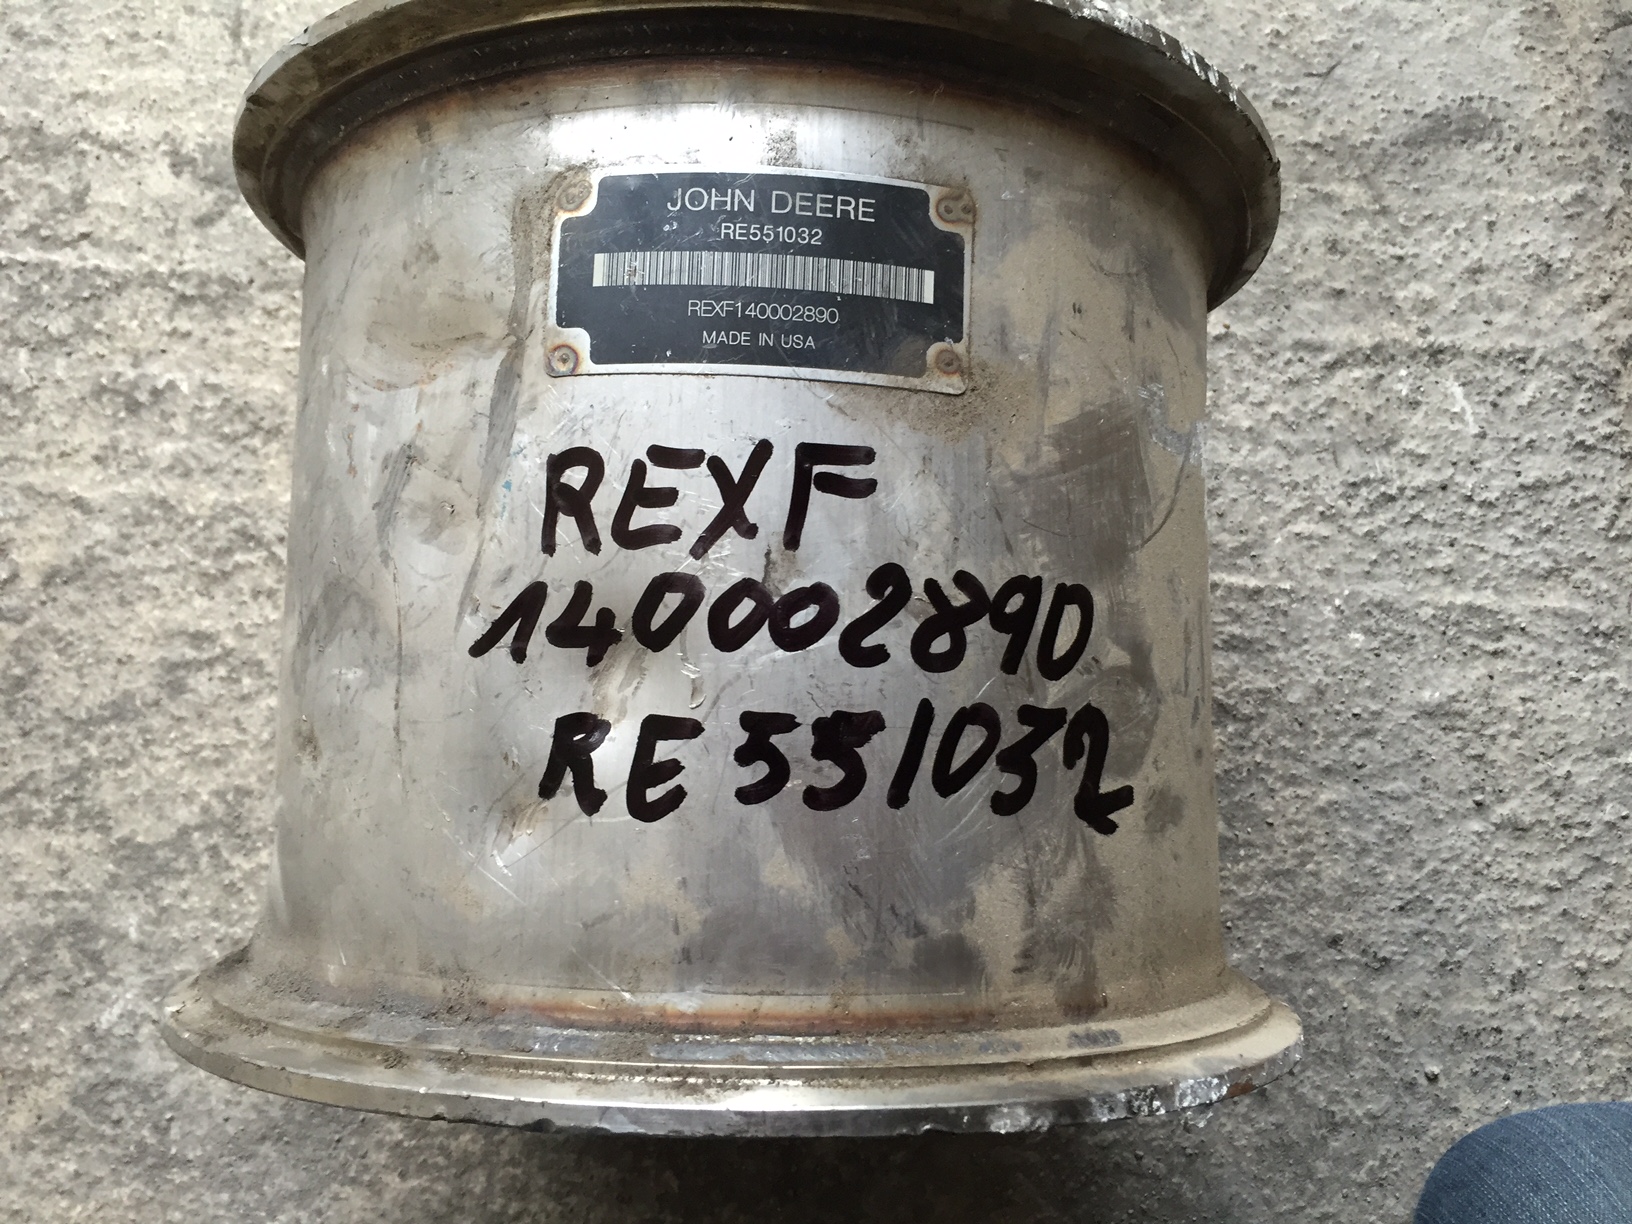 JOHN DEERE
RE551032
REXF140002890
MADE IN USA
REXF
140002890
RE551032